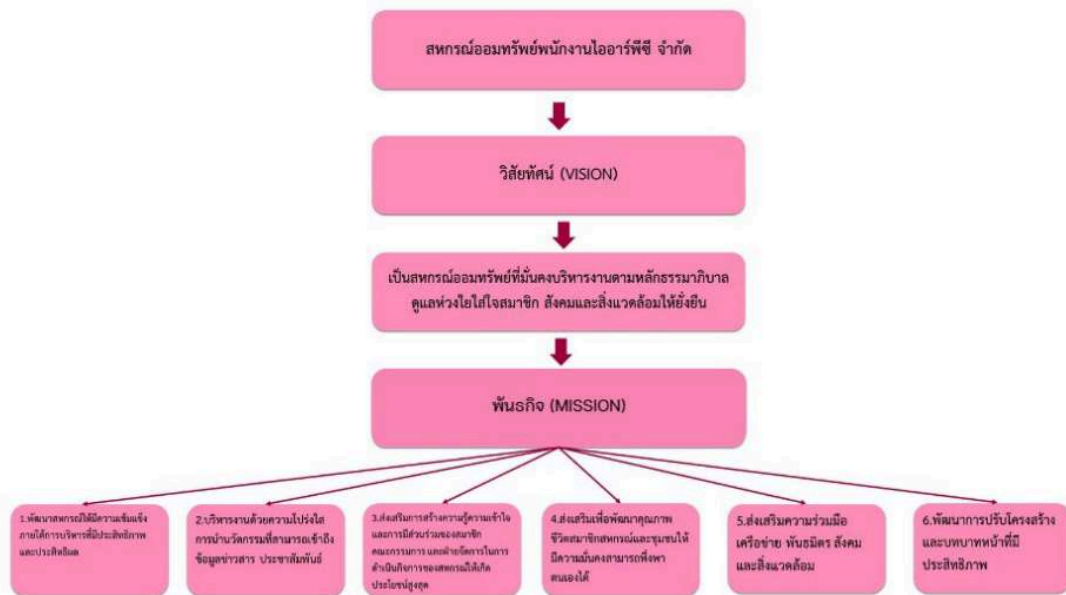 สหกรณ์ออมทรัพย์พนักงานไออาร์พีซี จำกัด
วิสัยทัศน์ (VISION)
เป็นสหกรณ์ออมทรัพย์ที่มั่นคงบริหารงานตามหลักธรรมาภิบาล
ดูแลห่วงใยใส่ใจสมาชิก สังคมและสิ่งแวดล้อมให้ยั่งยืน
พันธกิจ (MISSION)
1.พัฒนาสหกรณ์ให้มีความเข้มแข็ง
ภายใต้การบริหารที่มีประสิทธิภาพ
และประสิทธิผล
2.บริหารงานด้วยความโปร่งใส
การนำนวัตกรรมที่สามารถเข้าถึง
ข้อมูลข่าวสาร ประชาสัมพันธ์
3.ส่งเสริมการสร้างความรู้ความเข้าใจ
และการมีส่วนร่วมของสมาชิก
คณะกรรมการ และฝ่ายจัดการในการ
ดำเนินกิจการของสหกรณ์ให้เกิด
ประโยชน์สูงสุด
4.ส่งเสริมเพื่อพัฒนาคุณภาพ
ชีวิตสมาชิกสหกรณ์และชุมชนให้
มีความมั่นคงสามารถพึ่งพา
ตนเองได้
5.ส่งเสริมความร่วมมือ
เครือข่าย พันธมิตร สังคม
และสิ่งแวดล้อม
6.พัฒนาการปรับโครงสร้าง
และบทบาทหน้าที่มี
ประสิทธิภาพ